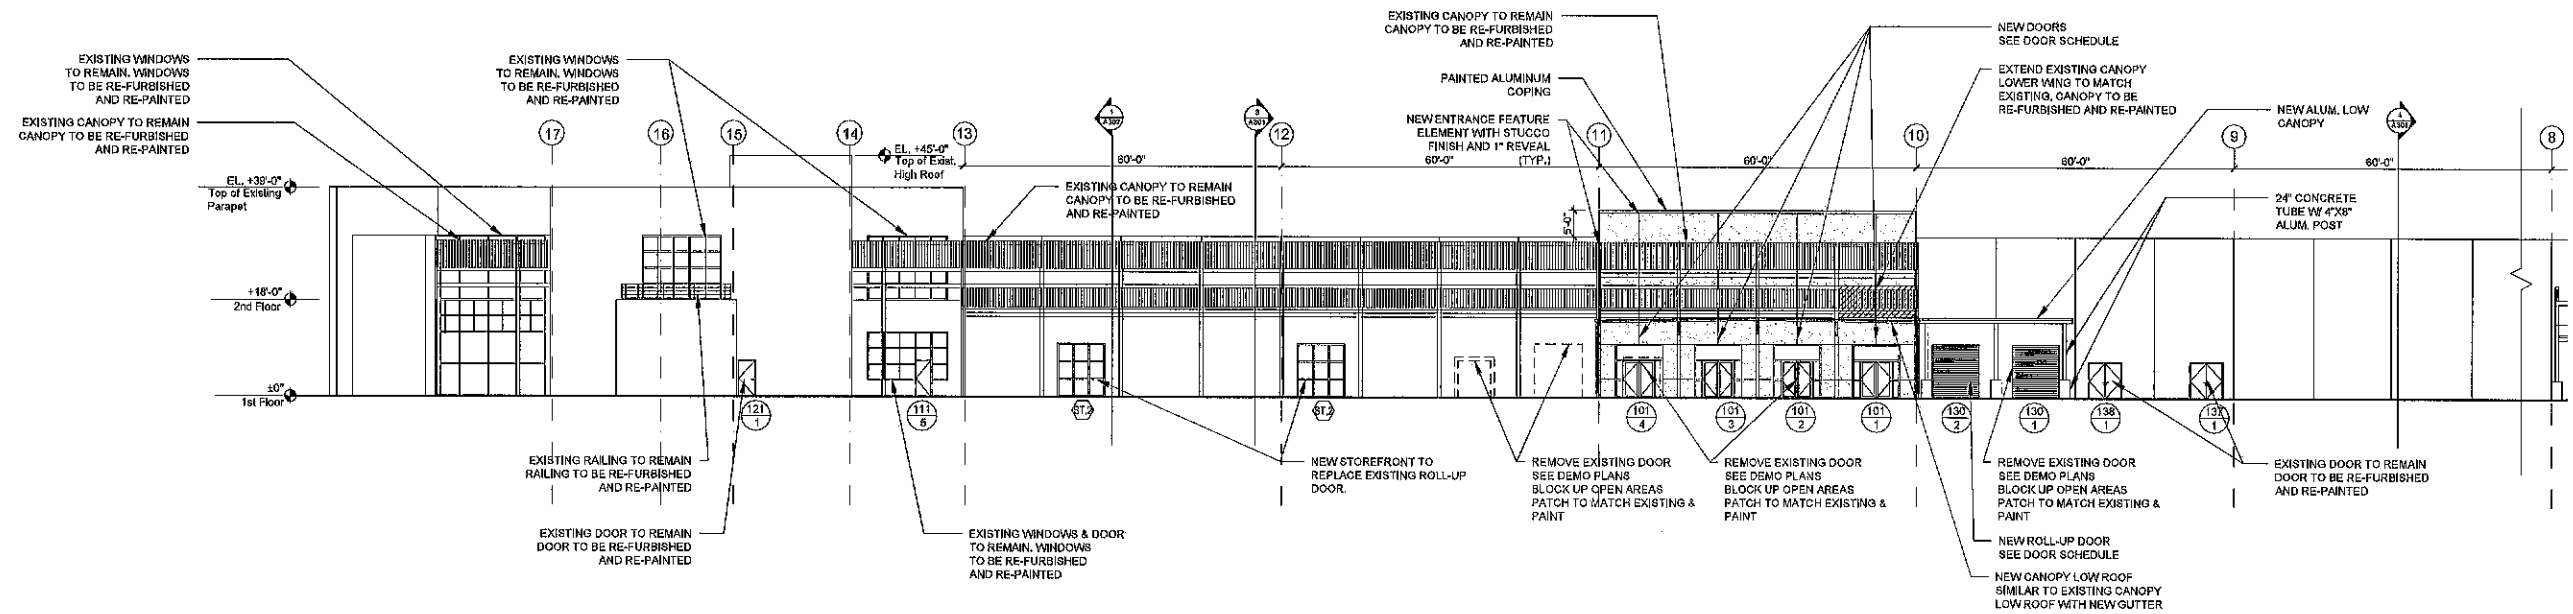 EXISTING WINDOWS
TO REMAIN. WINDOWS
TO BE RE-FURBISHED
AND RE-PAINTED
EXISTING CANOPY TO REMAIN
CANOPY TO BE RE-FURBISHED
AND RE-PAINTED
EXISTING WINDOWS
TO REMAIN. WINDOWS
TO BE RE-FURBISHED
AND RE-PAINTED
EXISTING CANOPY TO REMAIN
CANOPY TO BE RE-FURBISHED
AND RE-PAINTED
PAINTED ALUMINUM
COPING
NEW ENTRANCE FEATURE
ELEMENT WITH STUCCO
FINISH AND 1" REVEAL
(TYP.)
NEW DOORS
SEE DOOR SCHEDULE
EXTEND EXISTING CANOPY
LOWER WING TO MATCH
EXISTING, CANOPY TO BE
RE-FURBISHED AND RE-PAINTED
NEW ALUM. LOW
CANOPY
24" CONCRETE
TUBE W/ 4"X8"
ALUM. POST
17
16
15
14
13
12
11
10
9
8
1
3
4
60'-0"
60'-0"
60'-0"
60'-0"
60'-0"
EL. +45'-0"
Top of Exist.
High Roof
EL. +39'-0"
Top of Existing
Parapet
EXISTING CANOPY TO REMAIN
CANOPY TO BE RE-FURBISHED
AND RE-PAINTED
5'-0"
+18'-0"
2nd Floor
±0"
1st Floor
121
1
111
6
ST.2
ST.2
101
4
101
3
101
2
101
1
130
2
130
1
138
1
137
1
EXISTING RAILING TO REMAIN
RAILING TO BE RE-FURBISHED
AND RE-PAINTED
EXISTING DOOR TO REMAIN
DOOR TO BE RE-FURBISHED
AND RE-PAINTED
EXISTING WINDOWS & DOOR
TO REMAIN. WINDOWS
TO BE RE-FURBISHED
AND RE-PAINTED
NEW STOREFRONT TO
REPLACE EXISTING ROLL-UP
DOOR.
REMOVE EXISTING DOOR
SEE DEMO PLANS
BLOCK UP OPEN AREAS
PATCH TO MATCH EXISTING &
PAINT
REMOVE EXISTING DOOR
SEE DEMO PLANS
BLOCK UP OPEN AREAS
PATCH TO MATCH EXISTING &
PAINT
REMOVE EXISTING DOOR
SEE DEMO PLANS
BLOCK UP OPEN AREAS
PATCH TO MATCH EXISTING &
PAINT
NEW ROLL-UP DOOR
SEE DOOR SCHEDULE
NEW CANOPY LOW ROOF
SIMILAR TO EXISTING CANOPY
LOW ROOF WITH NEW GUTTER
EXISTING DOOR TO REMAIN
DOOR TO BE RE-FURBISHED
AND RE-PAINTED